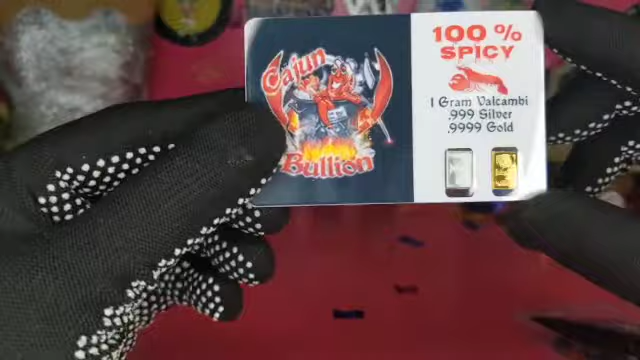 Cajun
Bullion
100 %
SPICY
1 Gram Valcambi
.999 Silver
.9999 Gold